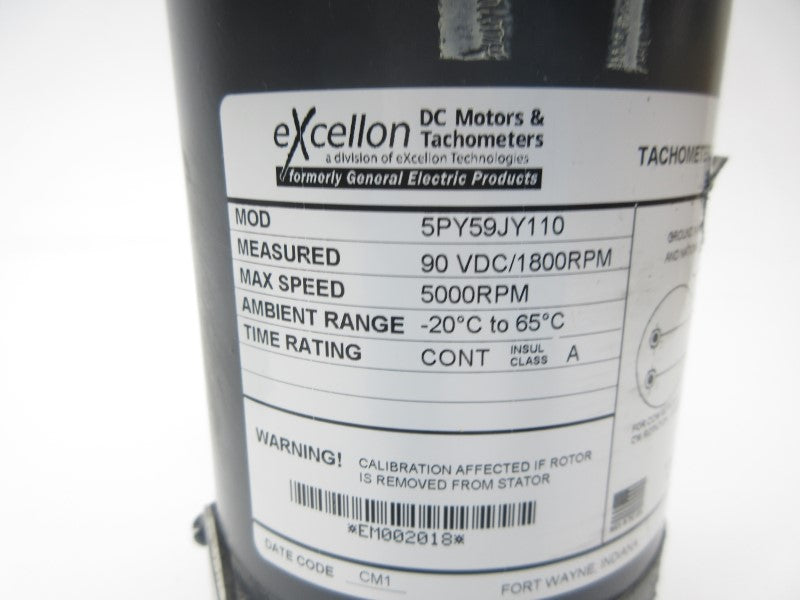 eXcellon DC Motors & Tachometers
a division of eXcellon Technologies
formerly General Electric Products
TACHOMETE
MOD 5PY59JY110
MEASURED 90 VDC/1800RPM
MAX SPEED 5000RPM
AMBIENT RANGE -20°C to 65°C
TIME RATING CONT INSUL CLASS A
GROUND
WARNING! CALIBRATION AFFECTED IF ROTOR
IS REMOVED FROM STATOR
*EM002018*
DATE CODE CM1
FORT WAYNE, INDIANA